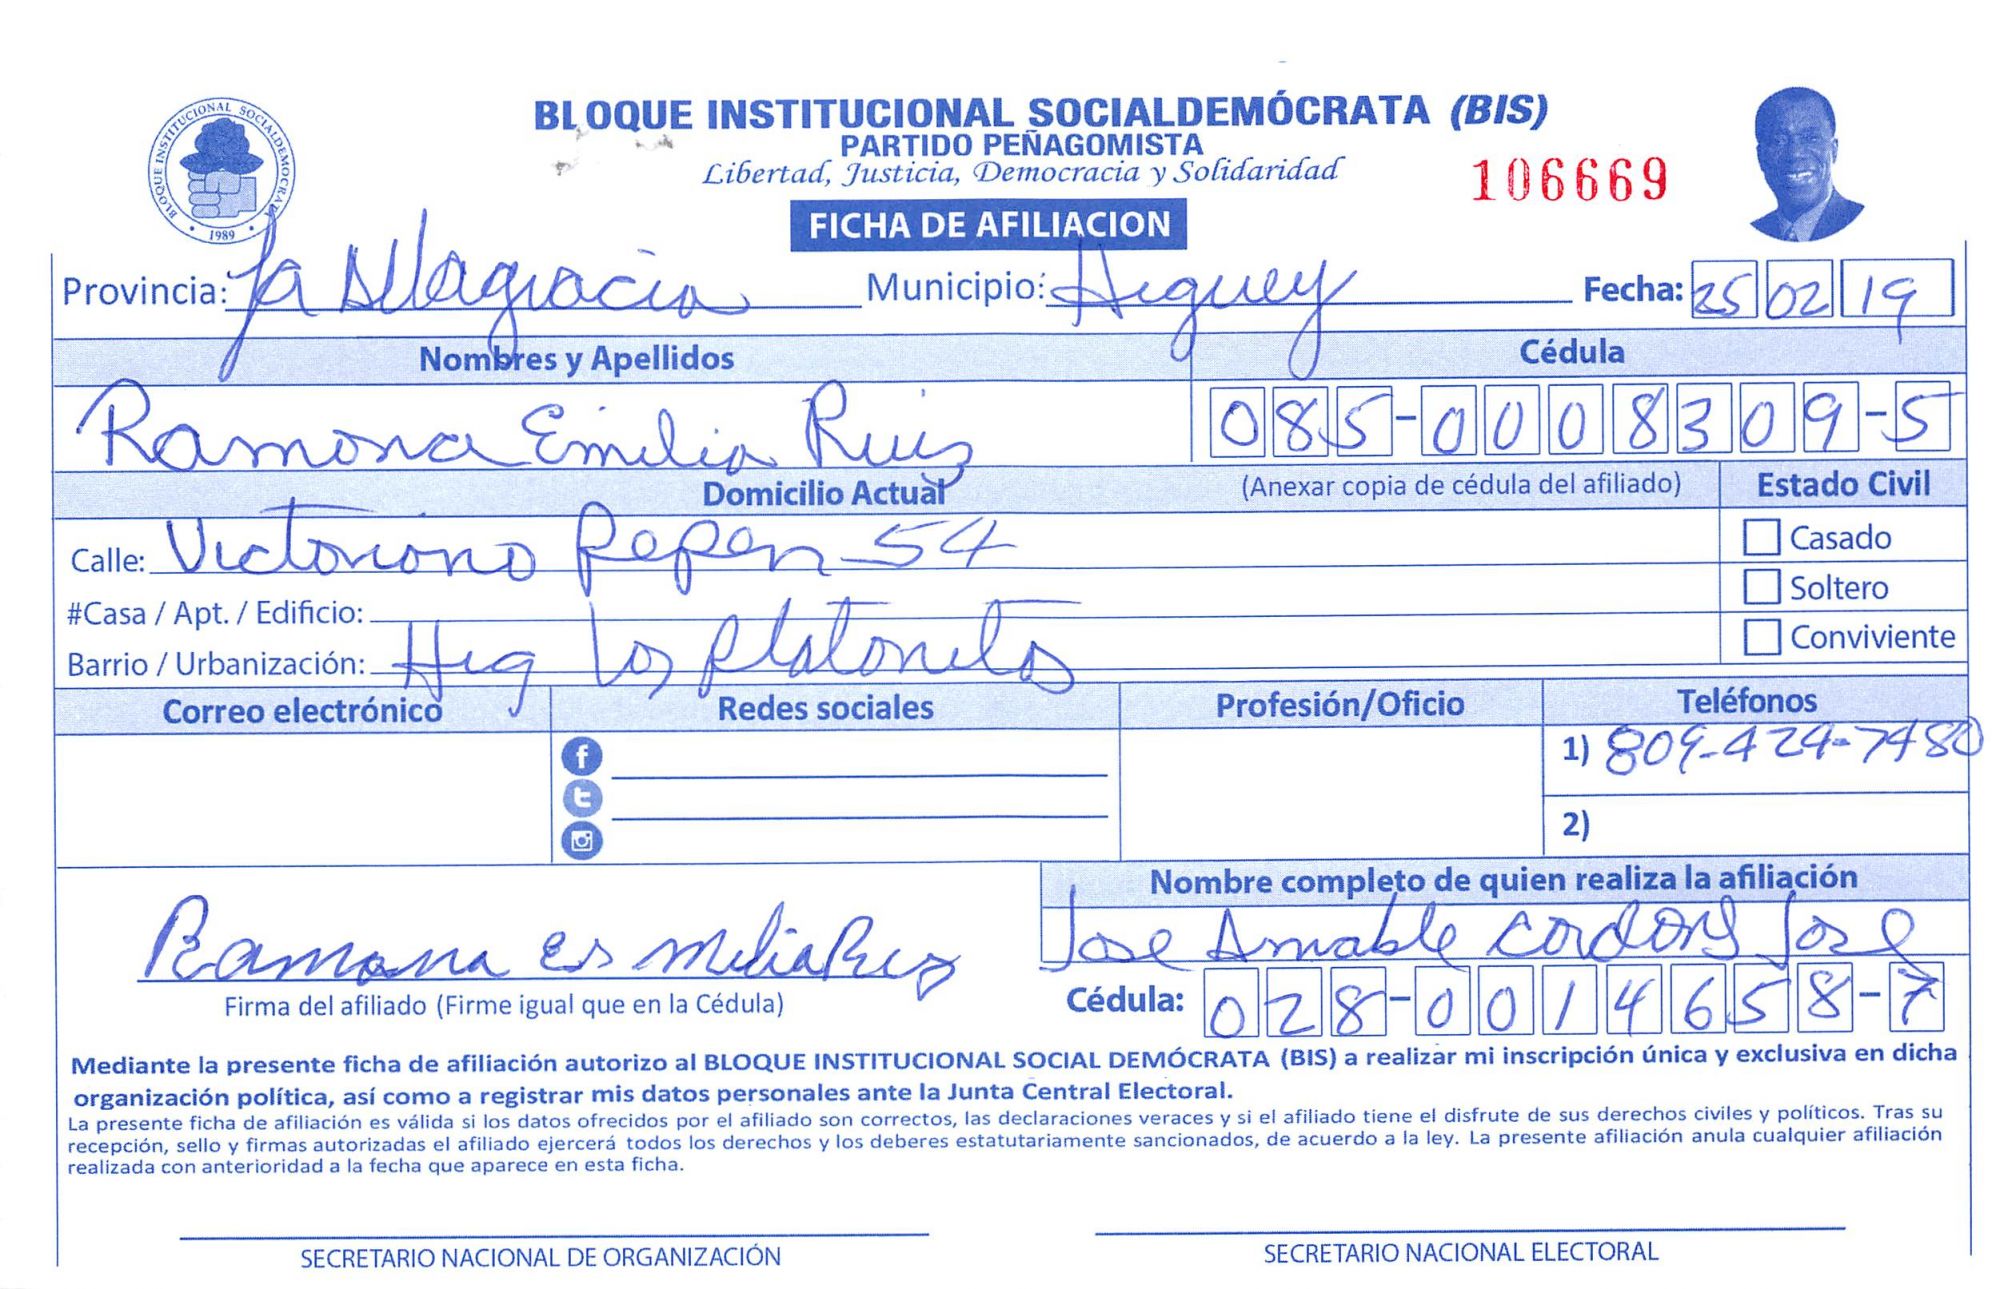 BLOQUE INSTITUCIONAL SOCIALDEMÓCRATA (BIS)
PARTIDO PEÑAGOMISTA
Libertad, Justicia, Democracia y Solidaridad
106669
BLOQUE INSTITUCIONAL SOCIALDEMOCRATA
1989
FICHA DE AFILIACION
Provincia: la Altagracia Municipio: Higuey Fecha: 25 02 19
Nombres y Apellidos Cédula
Ramona Emilia Ruiz 085-0008309-5
Domicilio Actual (Anexar copia de cédula del afiliado) Estado Civil
Calle: Victoriono Pepen 54 Casado
#Casa / Apt. / Edificio: Soltero
Barrio / Urbanización: Hig los Platonitos Conviviente
Correo electrónico Redes sociales Profesión/Oficio Teléfonos
1) 809-424-7480
2)
Nombre completo de quien realiza la afiliación
Ramona Es milia Ruz Jose Amable Jose
Firma del afiliado (Firme igual que en la Cédula) Cédula: 028-0014658-7
Mediante la presente ficha de afiliación autorizo al BLOQUE INSTITUCIONAL SOCIAL DEMÓCRATA (BIS) a realizar mi inscripción única y exclusiva en dicha
organización política, así como a registrar mis datos personales ante la Junta Central Electoral.
La presente ficha de afiliación es válida si los datos ofrecidos por el afiliado son correctos, las declaraciones veraces y si el afiliado tiene el disfrute de sus derechos civiles y políticos. Tras su
recepción, sello y firmas autorizadas el afiliado ejercerá todos los derechos y los deberes estatutariamente sancionados, de acuerdo a la ley. La presente afiliación anula cualquier afiliación
realizada con anterioridad a la fecha que aparece en esta ficha.
SECRETARIO NACIONAL DE ORGANIZACIÓN SECRETARIO NACIONAL ELECTORAL